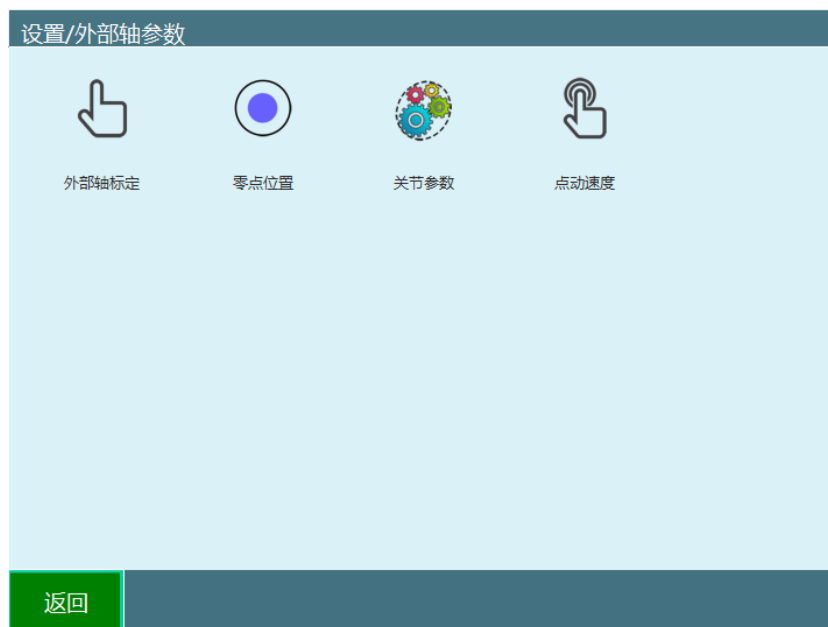 设置/外部轴参数
外部轴标定
零点位置
关节参数
点动速度
返回